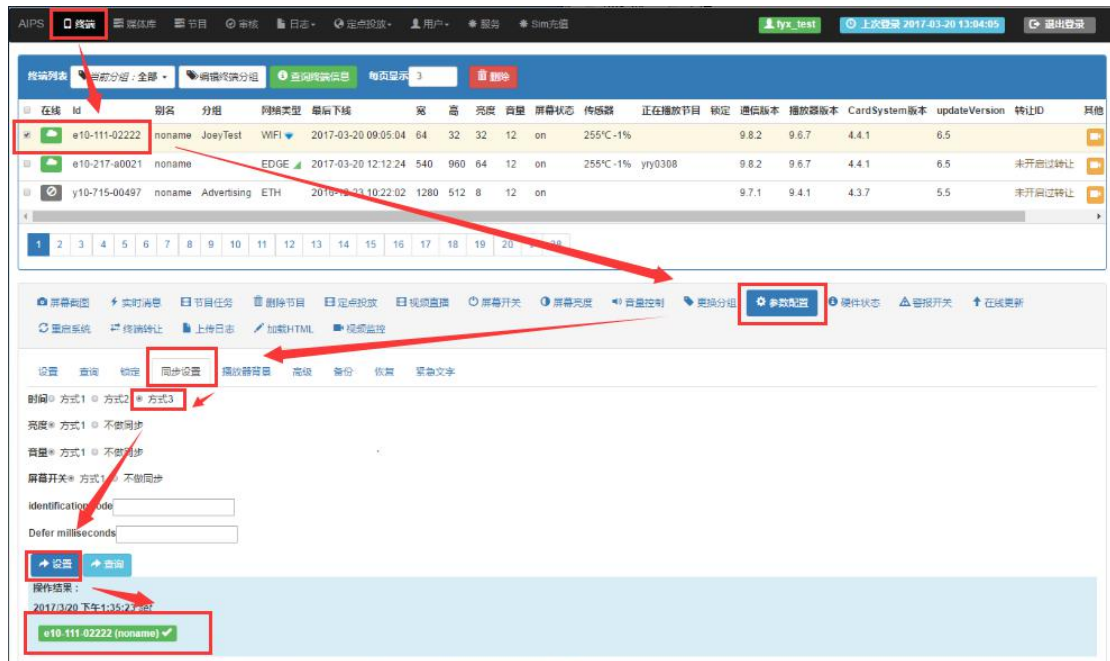 AIPS 终端 媒体库 节目 审核 日志 定点投放 用户 服务 Sim充值 fyx_test 上次登录 2017-03-20 13:04:05 退出登录
终端列表 当前分组 : 全部 编辑终端分组 查询终端信息 每页显示 3 删除
在线 Id 别名 分组 网络类型 最后下线 宽 高 亮度 音量 屏幕状态 传感器 正在播放节目 锁定 通信版本 播放器版本 CardSystem版本 updateVersion 转让ID 其他
e10-111-02222 noname JoeyTest WIFI 2017-03-20 09:05:04 64 32 32 12 on 255℃ -1% 9.8.2 9.6.7 4.4.1 6.5
e10-217-a0021 noname EDGE 2017-03-20 12:12:24 540 960 64 12 on 255℃ -1% yry0308 9.8.2 9.6.7 4.4.1 6.5 未开启过转让
y10-715-00497 noname Advertising ETH 10:22:02 1280 512 8 12 on 9.7.1 9.4.1 4.3.7 5.5 未开启过转让
1 2 3 4 5 6 7 8 9 10 11 12 13 14 15 16 17 18 19 20
屏幕截图 实时消息 节目任务 删除节目 定点投放 视频直播 屏幕开关 屏幕亮度 音量控制 更换分组 参数配置 硬件状态 警报开关 在线更新
重启系统 终端转让 上传日志 加载HTML 视频监控
设置 查询 锁定 同步设置 播放器背景 高级 备份 恢复 紧急文字
时间 方式1 方式2 方式3
亮度 方式1 不做同步
音量 方式1 不做同步
屏幕开关 方式1 不做同步
identification code
Defer milliseconds
设置 查询
操作结果：
2017/3/20 下午1:35:23 set
e10-111-02222 (noname)